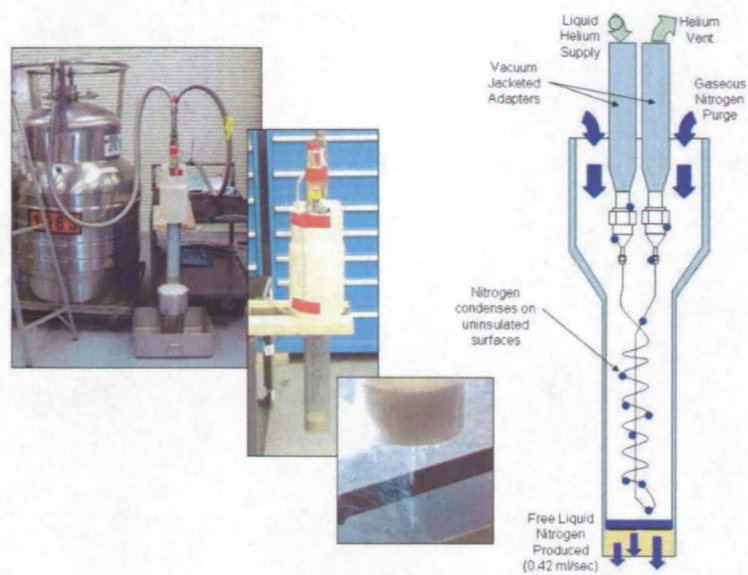 Liquid
Helium
Supply
Helium
Vent
Vacuum
Jacketed
Adapters
Gaseous
Nitrogen
Purge
Nitrogen
condenses on
uninsulated
surfaces
Free Liquid
Nitrogen
Produced
(0.42 ml/sec)